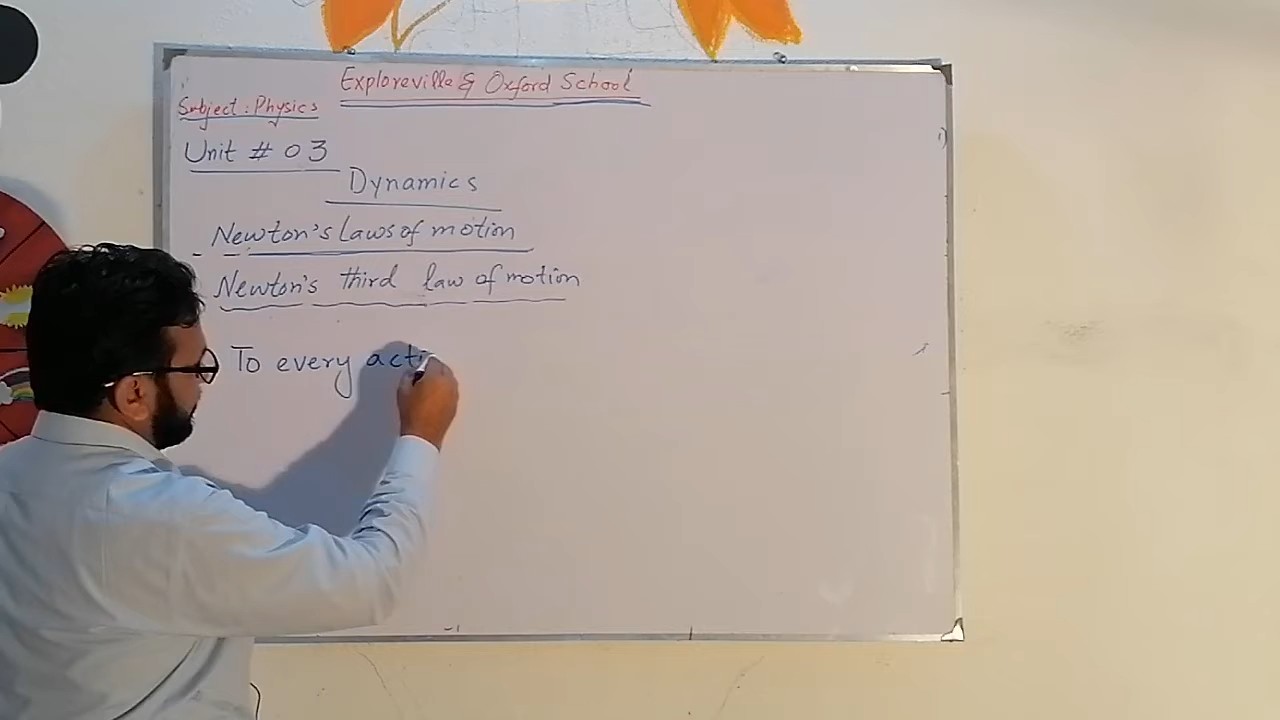 Exploreville & Oxford School
Subject: Physics
Unit # 03
Dynamics
Newton's Laws of motion
Newton's third law of motion
To every acti